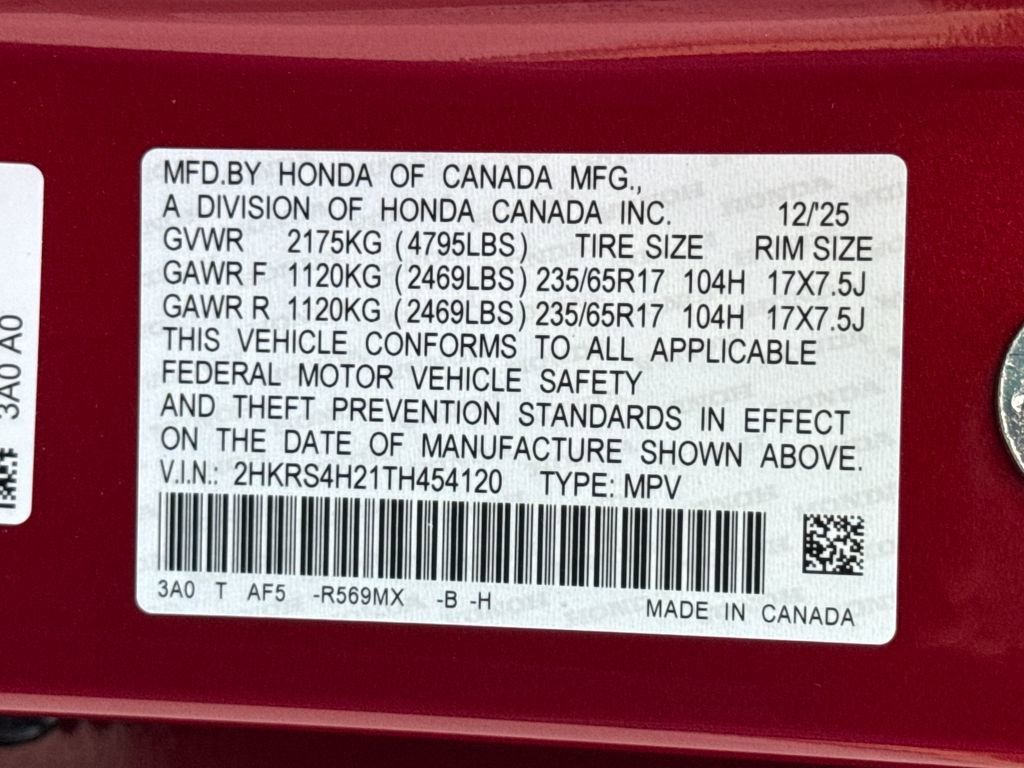 MFD.BY HONDA OF CANADA MFG.,
A DIVISION OF HONDA CANADA INC. 12/'25
GVWR 2175KG (4795LBS) TIRE SIZE RIM SIZE
GAWR F 1120KG (2469LBS) 235/65R17 104H 17X7.5J
GAWR R 1120KG (2469LBS) 235/65R17 104H 17X7.5J
THIS VEHICLE CONFORMS TO ALL APPLICABLE
FEDERAL MOTOR VEHICLE SAFETY
AND THEFT PREVENTION STANDARDS IN EFFECT
ON THE DATE OF MANUFACTURE SHOWN ABOVE.
V.I.N.: 2HKRS4H21TH454120 TYPE: MPV
3A0 T AF5 -R569MX -B -H
MADE IN CANADA
3A0 A0